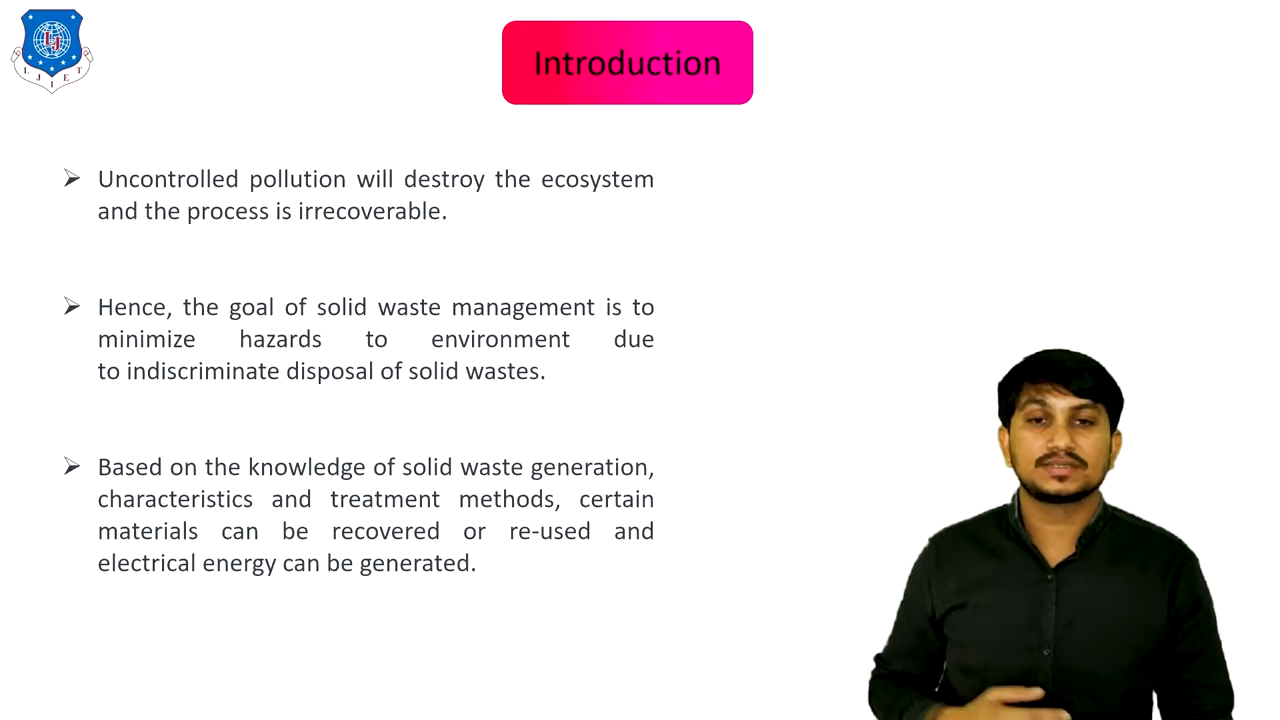 LJ
LJIET
Introduction
Uncontrolled pollution will destroy the ecosystem
and the process is irrecoverable.
Hence, the goal of solid waste management is to
minimize hazards to environment due
to indiscriminate disposal of solid wastes.
Based on the knowledge of solid waste generation,
characteristics and treatment methods, certain
materials can be recovered or re-used and
electrical energy can be generated.